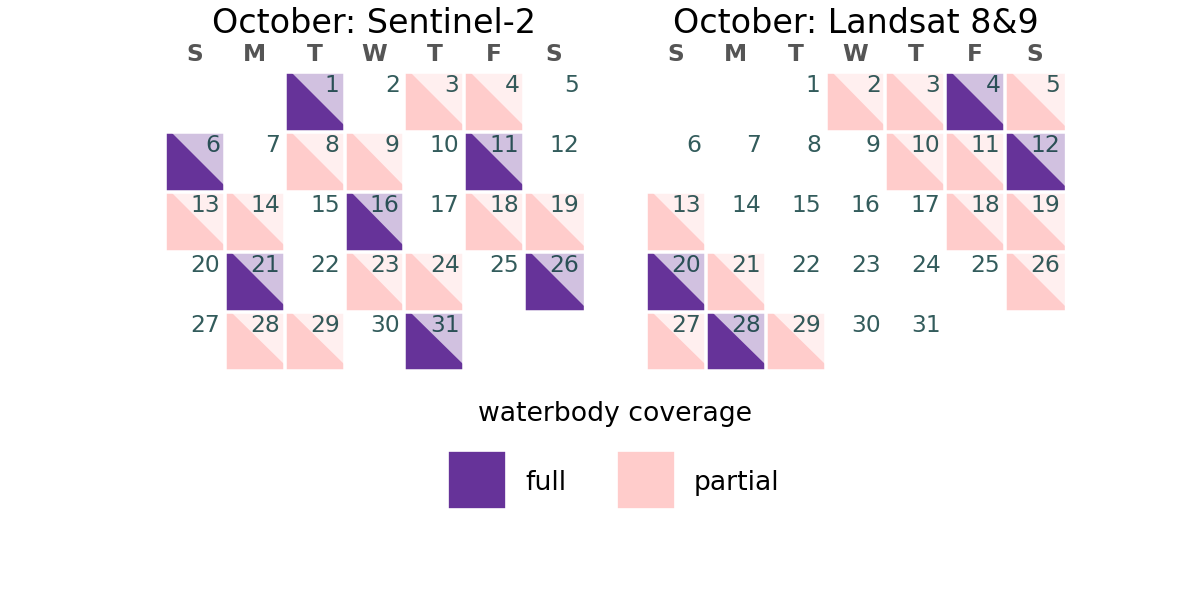 October: Sentinel-2
S M T W T F S
1 2 3 4 5
6 7 8 9 10 11 12
13 14 15 16 17 18 19
20 21 22 23 24 25 26
27 28 29 30 31
October: Landsat 8&9
S M T W T F S
1 2 3 4 5
6 7 8 9 10 11 12
13 14 15 16 17 18 19
20 21 22 23 24 25 26
27 28 29 30 31
waterbody coverage
full partial